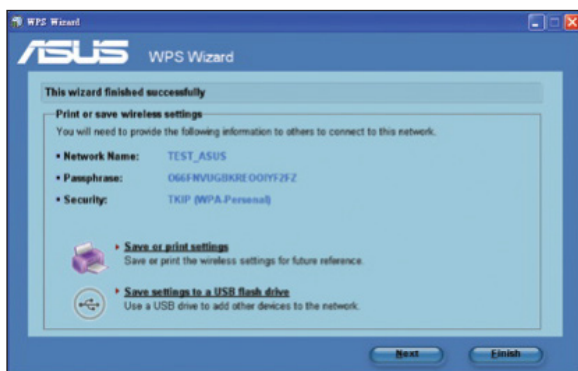 WPS Wizard
ASUS WPS Wizard
This wizard finished successfully
Print or save wireless settings
You will need to provide the following information to others to connect to this network.
Network Name: TEST_ASUS
Passphrase: O66FNVUGBKREOOIYF2FZ
Security: TKIP (WPA-Personal)
Save or print settings
Save or print the wireless settings for future reference.
Save settings to a USB flash drive
Use a USB drive to add other devices to the network.
Next Finish